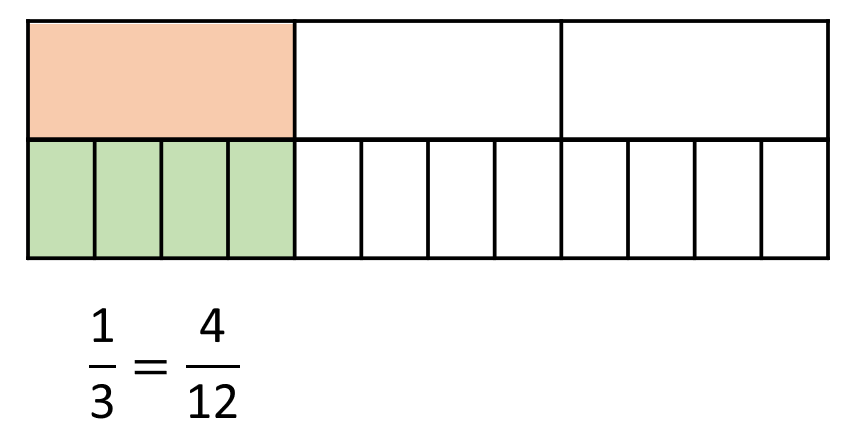 1/3 = 4/12